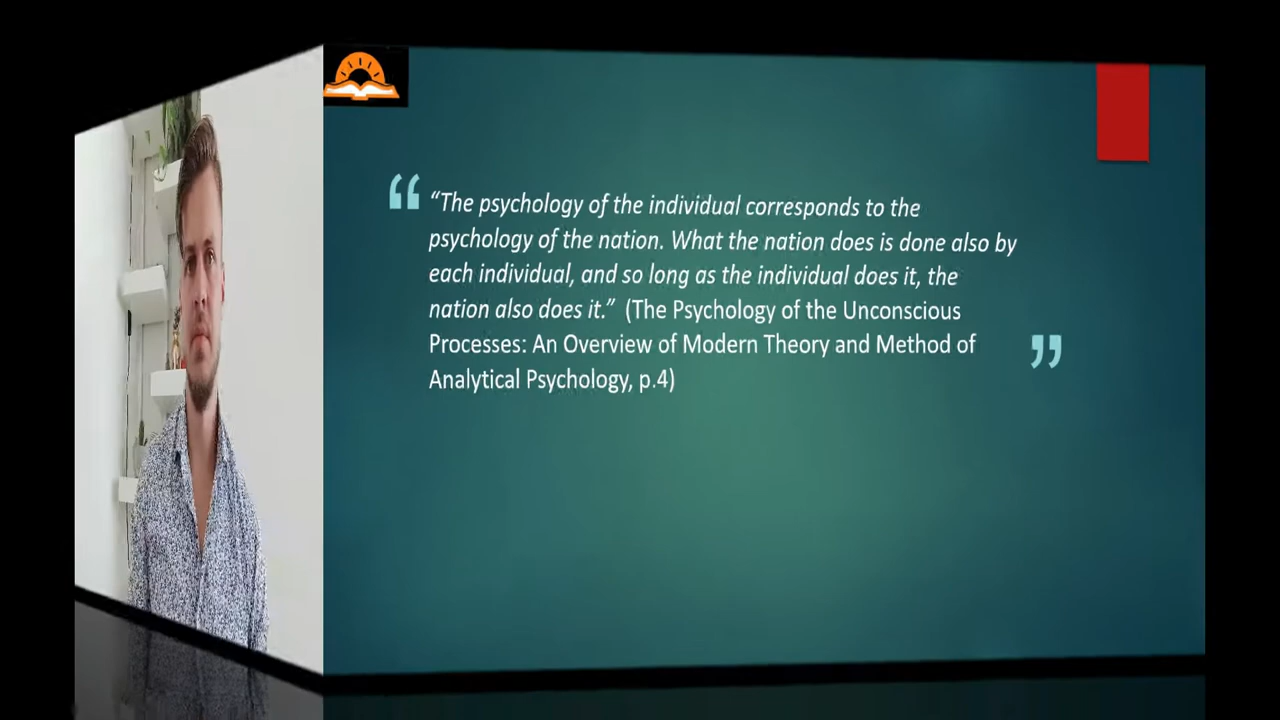 “
“The psychology of the individual corresponds to the
psychology of the nation. What the nation does is done also by
each individual, and so long as the individual does it, the
nation also does it.” (The Psychology of the Unconscious
Processes: An Overview of Modern Theory and Method of
Analytical Psychology, p.4)
”